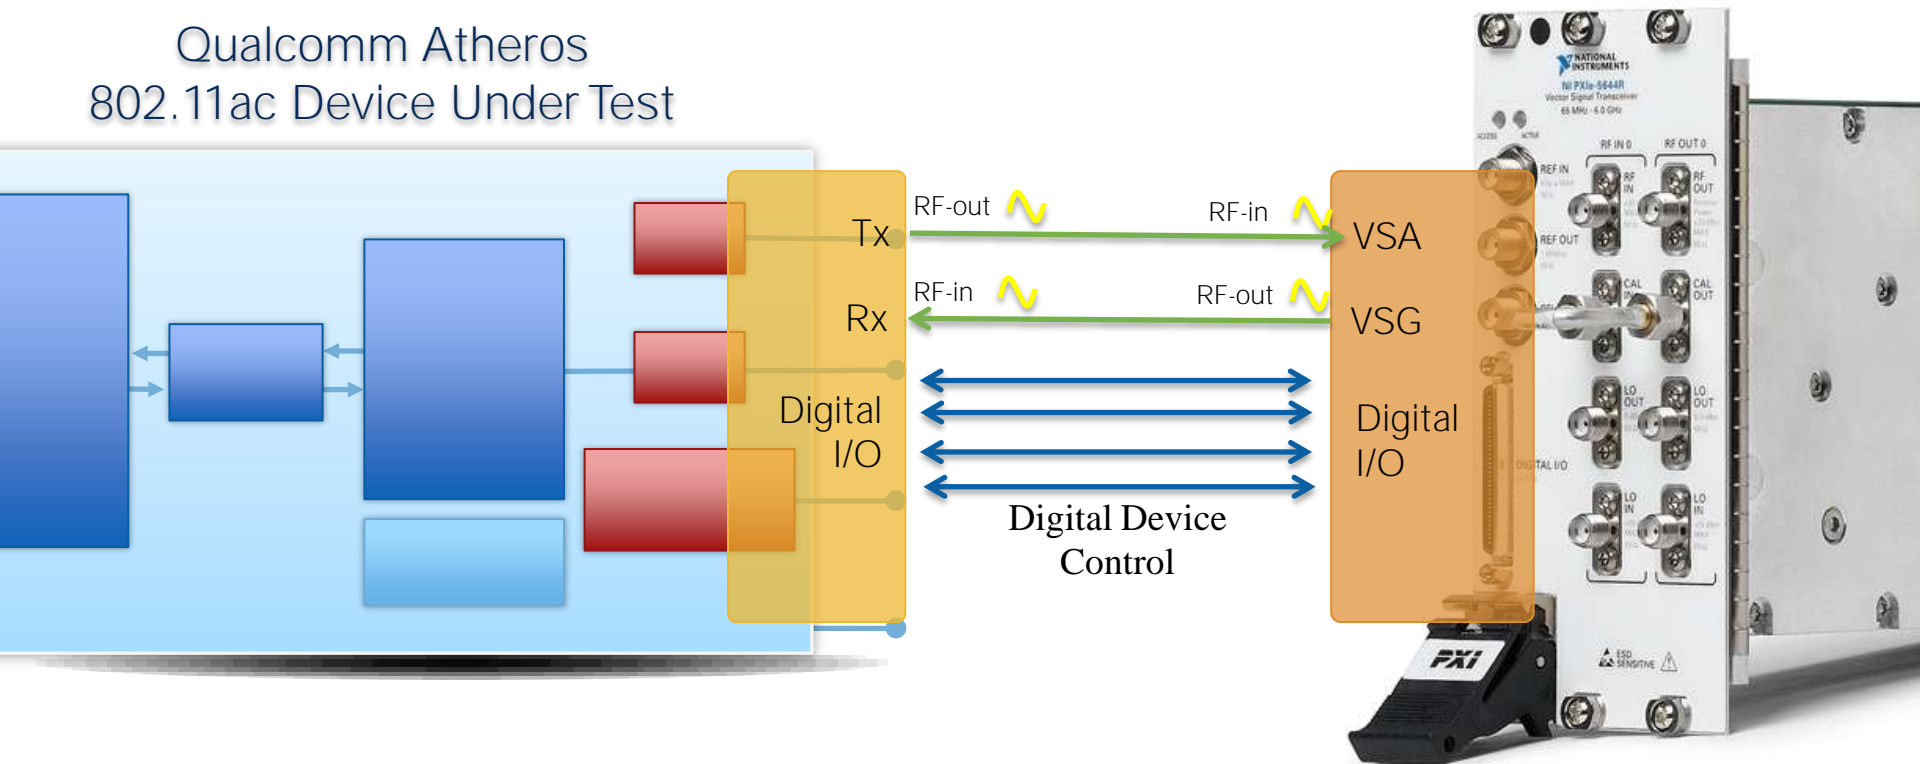 Qualcomm Atheros
802.11ac Device Under Test
Tx
Rx
Digital
I/O
RF-out
RF-in
RF-in
RF-out
Digital Device
Control
VSA
VSG
Digital
I/O
NATIONAL
INSTRUMENTS
NI PXIe-5644R
Vector Signal Transceiver
65 MHz - 6.0 GHz
ACCESS
ACTIVE
RF IN 0
RF OUT 0
REF IN
RF
IN
RF
OUT
REF OUT
CAL
IN
CAL
OUT
LO
OUT
LO
OUT
DIGITAL I/O
LO
IN
LO
IN
ESD
SENSITIVE
PXI